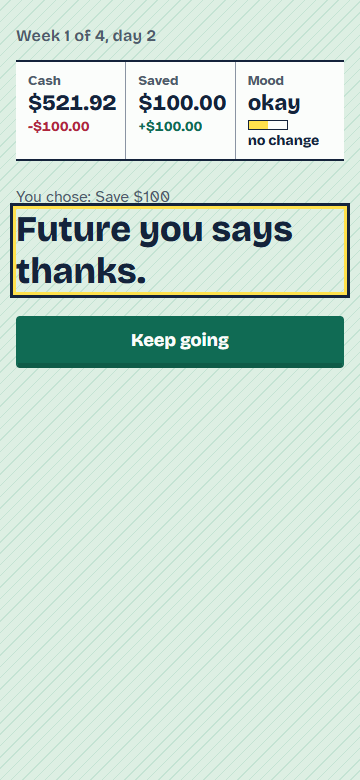 Week 1 of 4, day 2
Cash
$521.92
-$100.00
Saved
$100.00
+$100.00
Mood
okay
no change
You chose: Save $100
Future you says
thanks.
Keep going